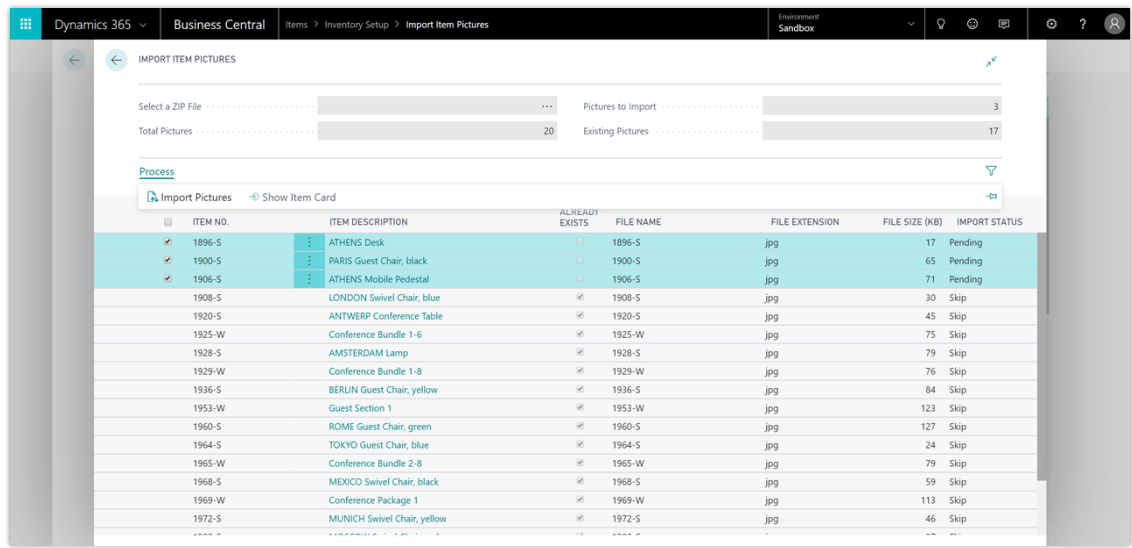 Dynamics 365 Business Central Items > Inventory Setup > Import Item Pictures Environment Sandbox ?
IMPORT ITEM PICTURES
Select a ZIP File ... Pictures to Import 3
Total Pictures 20 Existing Pictures 17
Process
Import Pictures Show Item Card
ITEM NO. ITEM DESCRIPTION ALREADY EXISTS FILE NAME FILE EXTENSION FILE SIZE (KB) IMPORT STATUS
1896-S ATHENS Desk 1896-S jpg 17 Pending
1900-S PARIS Guest Chair, black 1900-S jpg 65 Pending
1906-S ATHENS Mobile Pedestal 1906-S jpg 71 Pending
1908-S LONDON Swivel Chair, blue 1908-S jpg 30 Skip
1920-S ANTWERP Conference Table 1920-S jpg 45 Skip
1925-W Conference Bundle 1-6 1925-W jpg 75 Skip
1928-S AMSTERDAM Lamp 1928-S jpg 79 Skip
1929-W Conference Bundle 1-8 1929-W jpg 76 Skip
1936-S BERLIN Guest Chair, yellow 1936-S jpg 84 Skip
1953-W Guest Section 1 1953-W jpg 123 Skip
1960-S ROME Guest Chair, green 1960-S jpg 127 Skip
1964-S TOKYO Guest Chair, blue 1964-S jpg 24 Skip
1965-W Conference Bundle 2-8 1965-W jpg 79 Skip
1968-S MEXICO Swivel Chair, black 1968-S jpg 59 Skip
1969-W Conference Package 1 1969-W jpg 113 Skip
1972-S MUNICH Swivel Chair, yellow 1972-S jpg 46 Skip